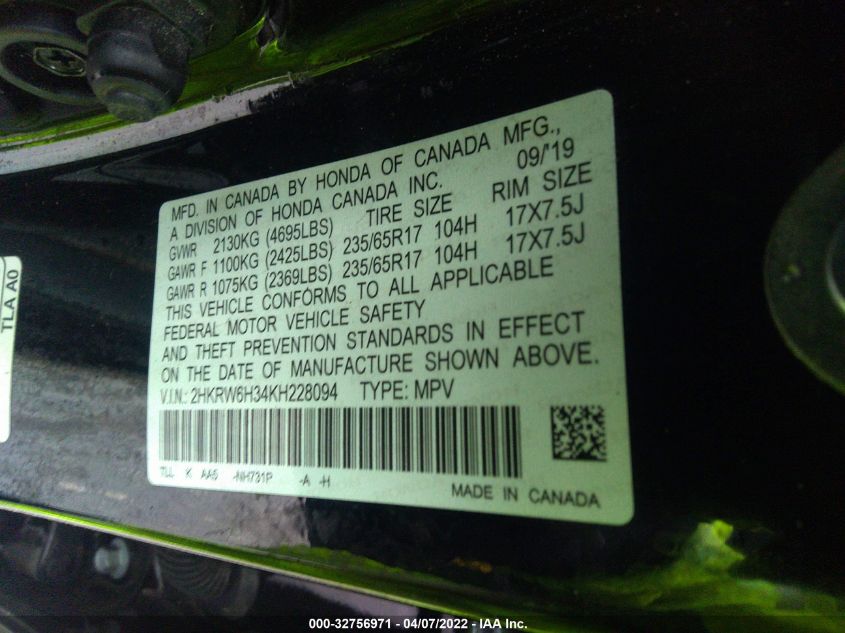 MFD. IN CANADA BY HONDA OF CANADA MFG.,
A DIVISION OF HONDA CANADA INC. 09/'19
GVWR 2130KG (4695LBS) TIRE SIZE RIM SIZE
GAWR F 1100KG (2425LBS) 235/65R17 104H 17X7.5J
GAWR R 1075KG (2369LBS) 235/65R17 104H 17X7.5J
THIS VEHICLE CONFORMS TO ALL APPLICABLE
FEDERAL MOTOR VEHICLE SAFETY
AND THEFT PREVENTION STANDARDS IN EFFECT
ON THE DATE OF MANUFACTURE SHOWN ABOVE.
V.I.N.: 2HKRW6H34KH228094 TYPE: MPV
TLL K AA5 -NH731P -A -H
MADE IN CANADA
TLA A0
000-32756971 - 04/07/2022 - IAA Inc.